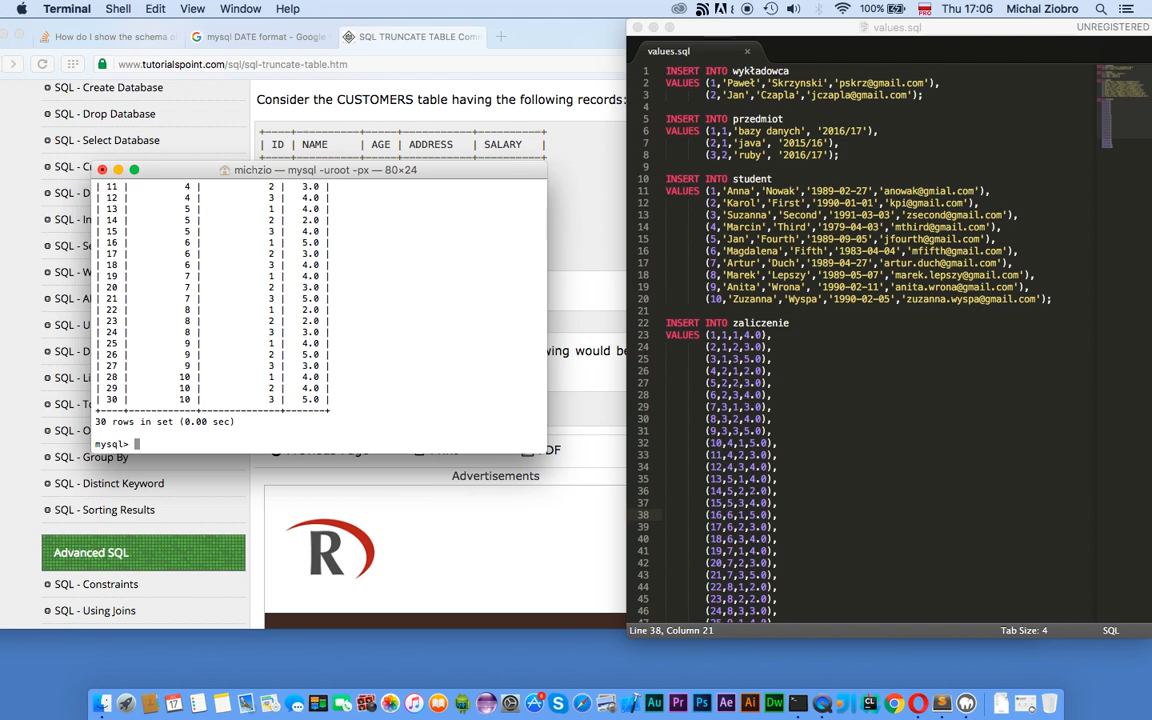 Terminal Shell Edit View Window Help 100% Thu 17:06 Michal Ziobro
How do I show the schema of
mysql DATE format - Google
SQL TRUNCATE TABLE Comm
www.tutorialspoint.com/sql/sql-truncate-table.htm
SQL - Create Database
SQL - Drop Database
SQL - Select Database
SQL - Group By
SQL - Distinct Keyword
SQL - Sorting Results
Advanced SQL
SQL - Constraints
SQL - Using Joins
Consider the CUSTOMERS table having the following records:
+----+----------+-----+-----------+----------+
| ID | NAME | AGE | ADDRESS | SALARY |
wing would be
PDF
Advertisements
R
michzio — mysql -uroot -px — 80×24
| 11 | 4 | 2 | 3.0 |
| 12 | 4 | 3 | 4.0 |
| 13 | 5 | 1 | 4.0 |
| 14 | 5 | 2 | 2.0 |
| 15 | 5 | 3 | 4.0 |
| 16 | 6 | 1 | 5.0 |
| 17 | 6 | 2 | 3.0 |
| 18 | 6 | 3 | 4.0 |
| 19 | 7 | 1 | 4.0 |
| 20 | 7 | 2 | 3.0 |
| 21 | 7 | 3 | 5.0 |
| 22 | 8 | 1 | 2.0 |
| 23 | 8 | 2 | 2.0 |
| 24 | 8 | 3 | 3.0 |
| 25 | 9 | 1 | 4.0 |
| 26 | 9 | 2 | 5.0 |
| 27 | 9 | 3 | 3.0 |
| 28 | 10 | 1 | 4.0 |
| 29 | 10 | 2 | 4.0 |
| 30 | 10 | 3 | 5.0 |
30 rows in set (0.00 sec)
mysql>
values.sql UNREGISTERED
values.sql
1 INSERT INTO wykładowca
2 VALUES (1,'Paweł','Skrzynski','pskrz@gmail.com'),
3 (2,'Jan','Czapla','jczapla@gmail.com');
4
5 INSERT INTO przedmiot
6 VALUES (1,1,'bazy danych', '2016/17'),
7 (2,1,'java', '2015/16'),
8 (3,2,'ruby', '2016/17');
9
10 INSERT INTO student
11 VALUES (1,'Anna','Nowak','1989-02-27','anowak@gmial.com'),
12 (2,'Karol','First','1990-01-01','kpi@gmail.com'),
13 (3,'Suzanna','Second','1991-03-03','zsecond@gmail.com'),
14 (4,'Marcin','Third','1979-04-03','mthird@gmail.com'),
15 (5,'Jan','Fourth','1989-09-05','jfourth@gmail.com'),
16 (6,'Magdalena','Fifth','1983-04-04','mfifth@gmail.com'),
17 (7,'Artur','Duch','1989-04-27','artur.duch@gmail.com'),
18 (8,'Marek','Lepszy','1989-05-07','marek.lepszy@gmail.com'),
19 (9,'Anita','Wrona','1990-02-11','anita.wrona@gmail.com'),
20 (10,'Zuzanna','Wyspa','1990-02-05','zuzanna.wyspa@gmail.com');
21
22 INSERT INTO zaliczenie
23 VALUES (1,1,1,4.0),
24 (2,1,2,3.0),
25 (3,1,3,5.0),
26 (4,2,1,2.0),
27 (5,2,2,3.0),
28 (6,2,3,4.0),
29 (7,3,1,3.0),
30 (8,3,2,4.0),
31 (9,3,3,5.0),
32 (10,4,1,5.0),
33 (11,4,2,3.0),
34 (12,4,3,4.0),
35 (13,5,1,4.0),
36 (14,5,2,2.0),
37 (15,5,3,4.0),
38 (16,6,1,5.0),
39 (17,6,2,3.0),
40 (18,6,3,4.0),
41 (19,7,1,4.0),
42 (20,7,2,3.0),
43 (21,7,3,5.0),
44 (22,8,1,2.0),
45 (23,8,2,2.0),
46 (24,8,3,3.0),
Line 38, Column 21 Tab Size: 4 SQL
Au Pr Ps Ae Ai Dw CL